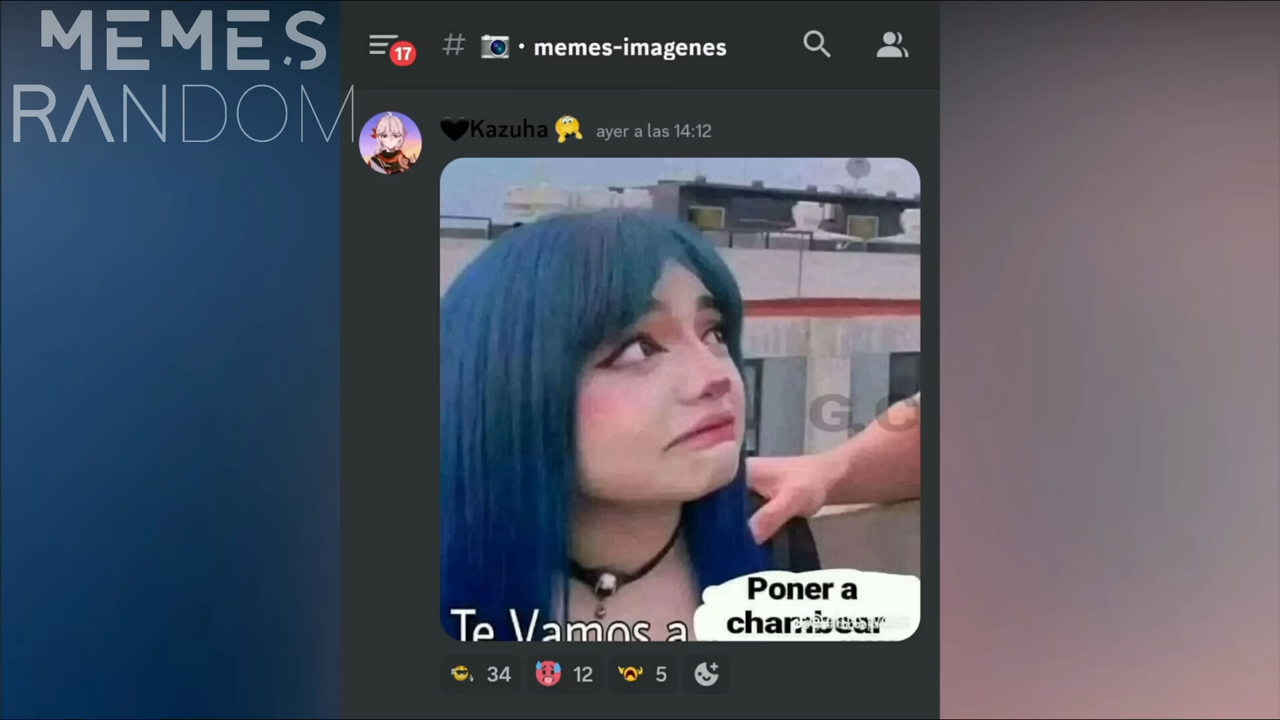 MEMES
RANDOM
17
# · memes-imagenes
Kazuha ayer a las 14:12
G.C
Te Vamos a
Poner a
chambear
34 12 5